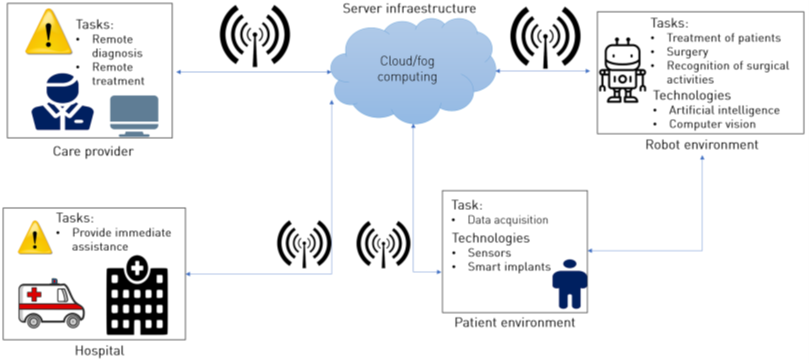 Server infraestructure
Cloud/fog
computing
Tasks:
• Remote
diagnosis
• Remote
treatment
Care provider
Tasks:
• Treatment of patients
• Surgery
• Recognition of surgical
activities
Technologies
• Artificial intelligence
• Computer vision
Robot environment
Tasks:
• Provide immediate
assistance
Hospital
Task:
• Data acquisition
Technologies
• Sensors
• Smart implants
Patient environment